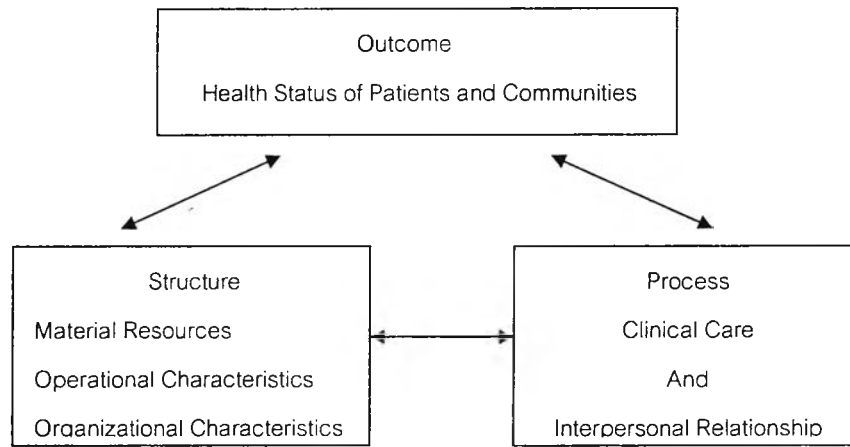 Outcome
Health Status of Patients and Communities
Structure
Material Resources
Operational Characteristics
Organizational Characteristics
Process
Clinical Care
And
Interpersonal Relationship